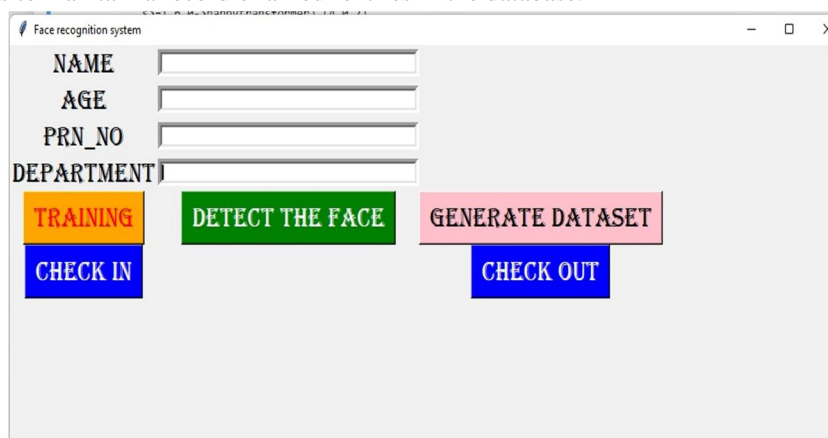 Face recognition system
NAME
AGE
PRN_NO
DEPARTMENT
TRAINING DETECT THE FACE GENERATE DATASET
CHECK IN CHECK OUT